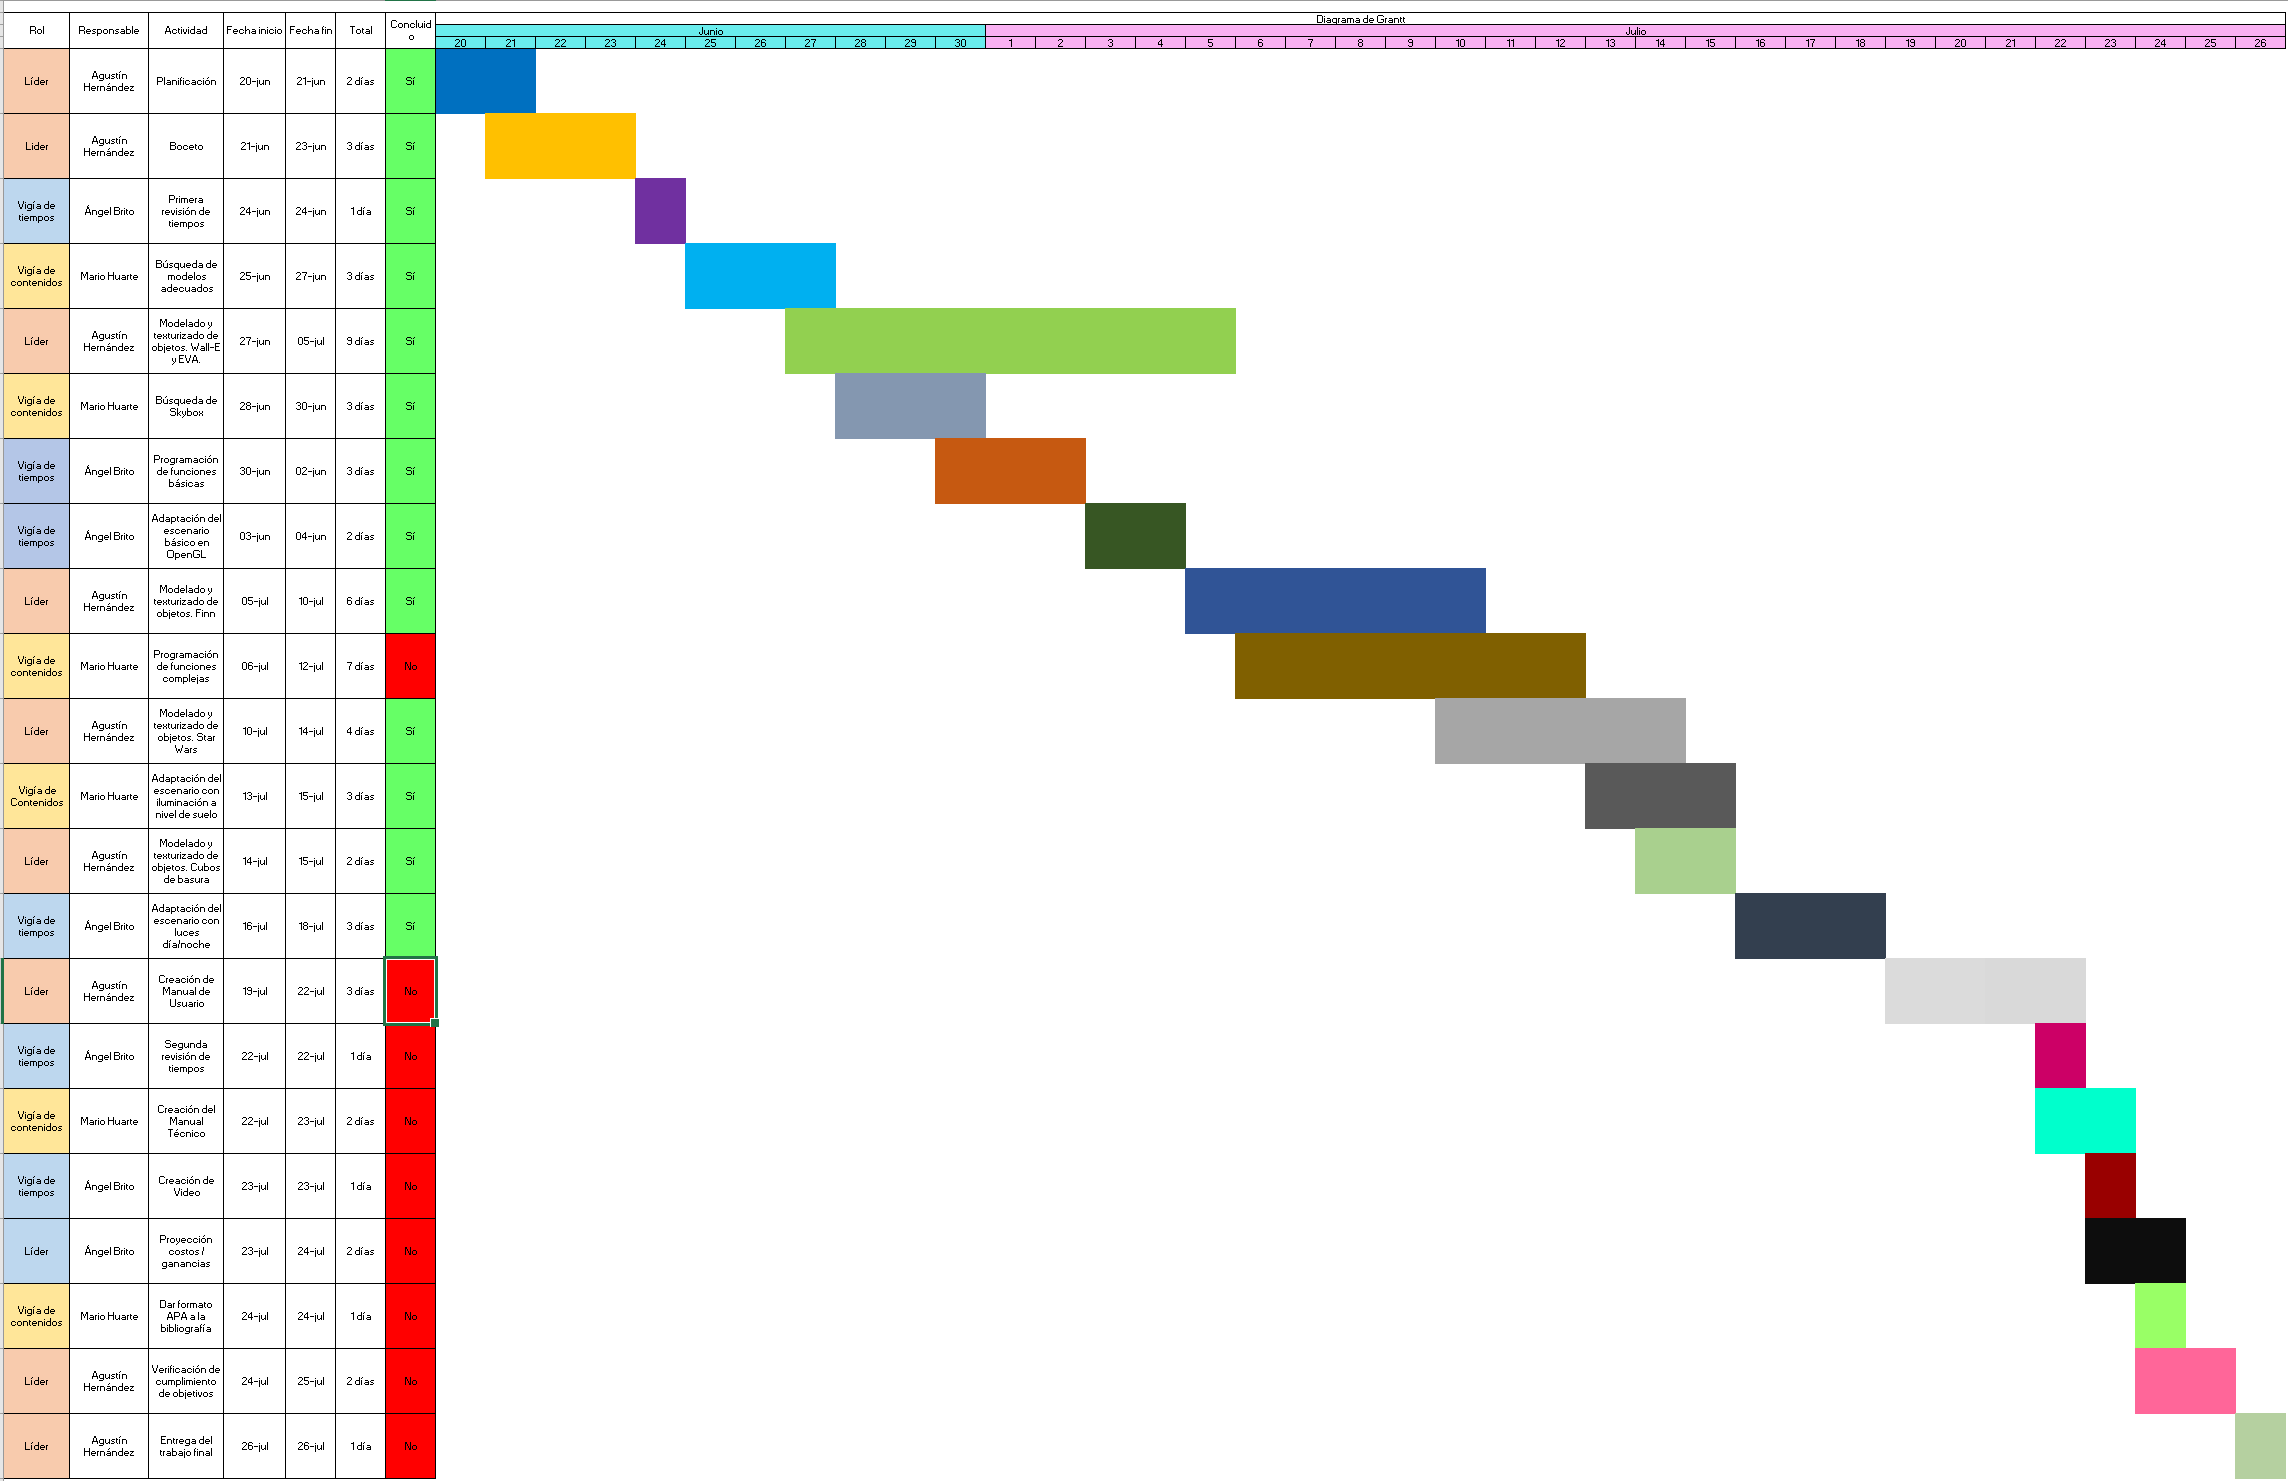 Diagrama de Grantt
Rol Responsable Actividad Fecha inicio Fecha fin Total Concluid
o
Junio Julio
20 21 22 23 24 25 26 27 28 29 30 1 2 3 4 5 6 7 8 9 10 11 12 13 14 15 16 17 18 19 20 21 22 23 24 25 26
Líder Agustín Hernández Planificación 20-jun 21-jun 2 días Sí
Lider Agustín Hernández Boceto 21-jun 23-jun 3 días Sí
Vigía de tiempos Ángel Brito Primera revisión de tiempos 24-jun 24-jun 1 día Sí
Vigía de contenidos Mario Huarte Búsqueda de modelos adecuados 25-jun 27-jun 3 días Sí
Líder Agustín Hernández Modelado y texturizado de objetos. Wall-E y EVA. 27-jun 05-jul 9 días Sí
Vigía de contenidos Mario Huarte Búsqueda de Skybox 28-jun 30-jun 3 días Sí
Vigía de tiempos Ángel Brito Programación de funciones básicas 30-jun 02-jun 3 días Sí
Vigía de tiempos Ángel Brito Adaptación del escenario básico en OpenGL 03-jun 04-jun 2 días Sí
Líder Agustín Hernández Modelado y texturizado de objetos. Finn 05-jul 10-jul 6 días Sí
Vigía de contenidos Mario Huarte Programación de funciones complejas 06-jul 12-jul 7 días No
Líder Agustín Hernández Modelado y texturizado de objetos. Star Wars 10-jul 14-jul 4 días Sí
Vigía de Contenidos Mario Huarte Adaptación del escenario con iluminación a nivel de suelo 13-jul 15-jul 3 días Sí
Líder Agustín Hernández Modelado y texturizado de objetos. Cubos de basura 14-jul 15-jul 2 días Sí
Vigía de tiempos Ángel Brito Adaptación del escenario con luces día/noche 16-jul 18-jul 3 días Sí
Líder Agustín Hernández Creación de Manual de Usuario 19-jul 22-jul 3 días No
Vigía de tiempos Ángel Brito Segunda revisión de tiempos 22-jul 22-jul 1 día No
Vigía de contenidos Mario Huarte Creación del Manual Técnico 22-jul 23-jul 2 días No
Vigía de tiempos Ángel Brito Creación de Video 23-jul 23-jul 1 día No
Líder Ángel Brito Proyección costos / ganancias 23-jul 24-jul 2 días No
Vigía de contenidos Mario Huarte Dar formato APA a la bibliografía 24-jul 24-jul 1 día No
Líder Agustín Hernández Verificación de cumplimiento de objetivos 24-jul 25-jul 2 días No
Líder Agustín Hernández Entrega del trabajo final 26-jul 26-jul 1 día No